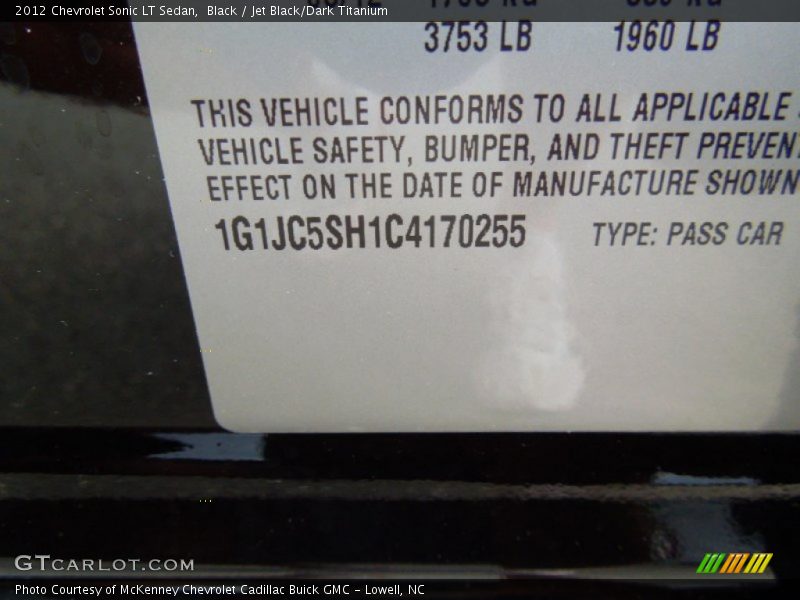 2012 Chevrolet Sonic LT Sedan, Black / Jet Black/Dark Titanium
3753 LB 1960 LB
THIS VEHICLE CONFORMS TO ALL APPLICABLE
VEHICLE SAFETY, BUMPER, AND THEFT PREVENT
EFFECT ON THE DATE OF MANUFACTURE SHOWN
1G1JC5SH1C4170255 TYPE: PASS CAR
GTCARLOT.COM
Photo Courtesy of McKenney Chevrolet Cadillac Buick GMC - Lowell, NC